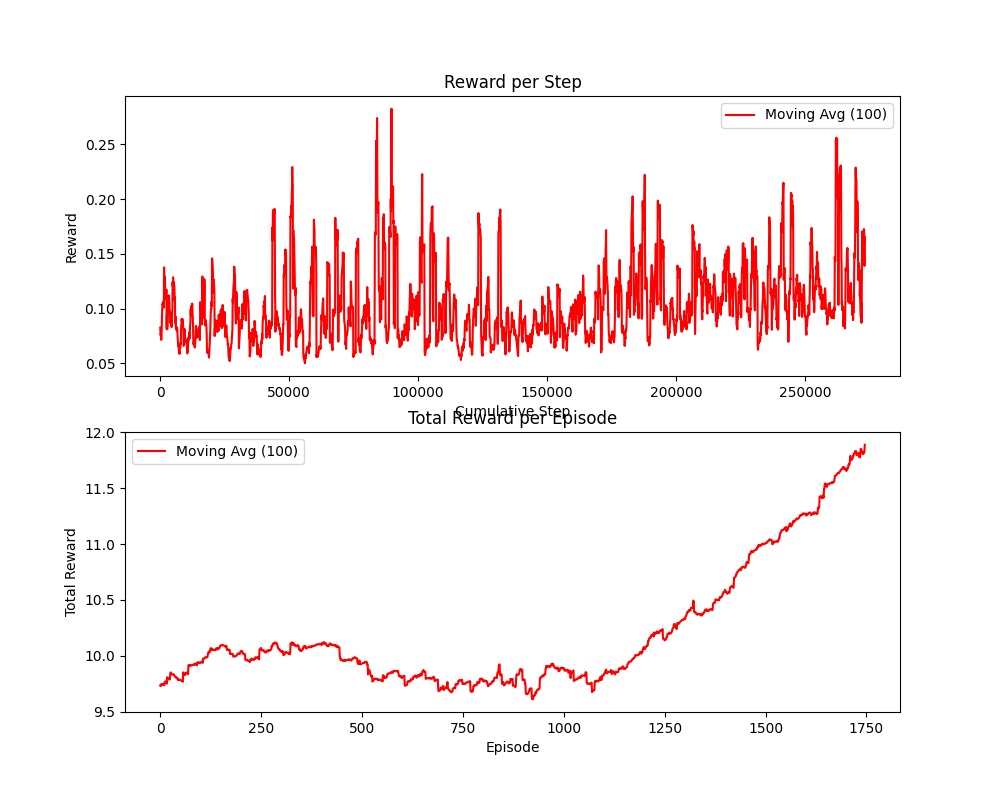 Reward per Step
Moving Avg (100)
Reward
0.25
0.20
0.15
0.10
0.05
0 50000 100000 150000 200000 250000
Cumulative Step
Total Reward per Episode
Moving Avg (100)
Total Reward
12.0
11.5
11.0
10.5
10.0
9.5
0 250 500 750 1000 1250 1500 1750
Episode